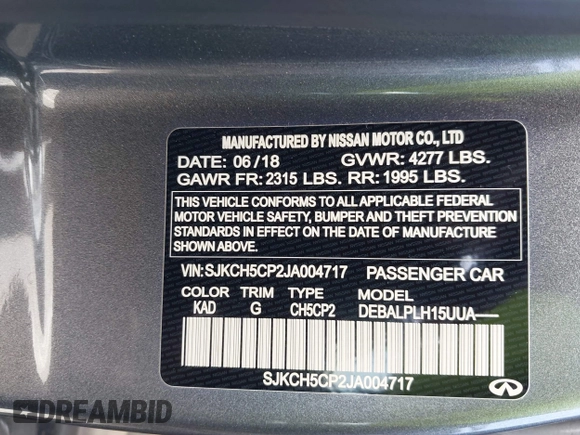 MANUFACTURED BY NISSAN MOTOR CO., LTD
DATE: 06 / 18 GVWR: 4277 LBS.
GAWR FR: 2315 LBS. RR: 1995 LBS.
THIS VEHICLE CONFORMS TO ALL APPLICABLE FEDERAL
MOTOR VEHICLE SAFETY, BUMPER AND THEFT PREVENTION
STANDARDS IN EFFECT ON THE DATE OF MANUFACTURE
SHOWN ABOVE.
VIN:SJKCH5CP2JA004717 PASSENGER CAR
COLOR TRIM TYPE MODEL
KAD G CH5CP2 DEBALPLH15UUA-----
SJKCH5CP2JA004717
DREAMBID